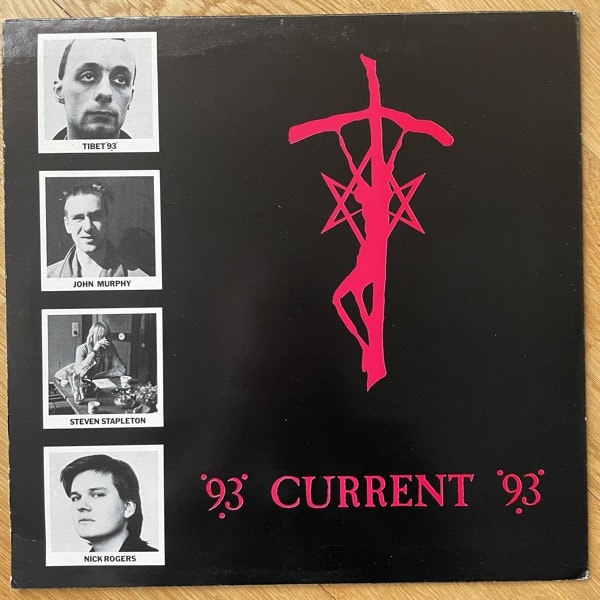 TIBET '93'
JOHN MURPHY
STEVEN STAPLETON
NICK ROGERS
'93' CURRENT '93'